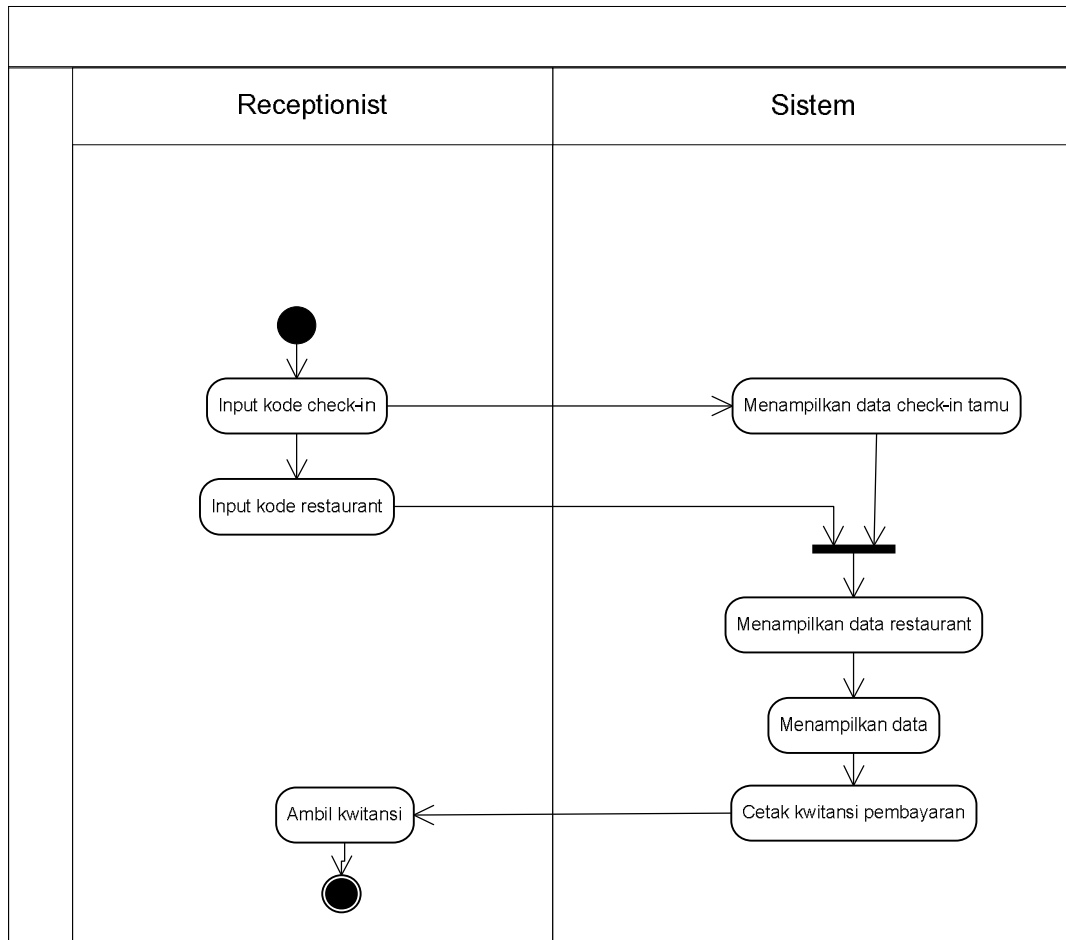 Receptionist
Sistem
Input kode check-in
Menampilkan data check-in tamu
Input kode restaurant
Menampilkan data restaurant
Menampilkan data
Ambil kwitansi
Cetak kwitansi pembayaran